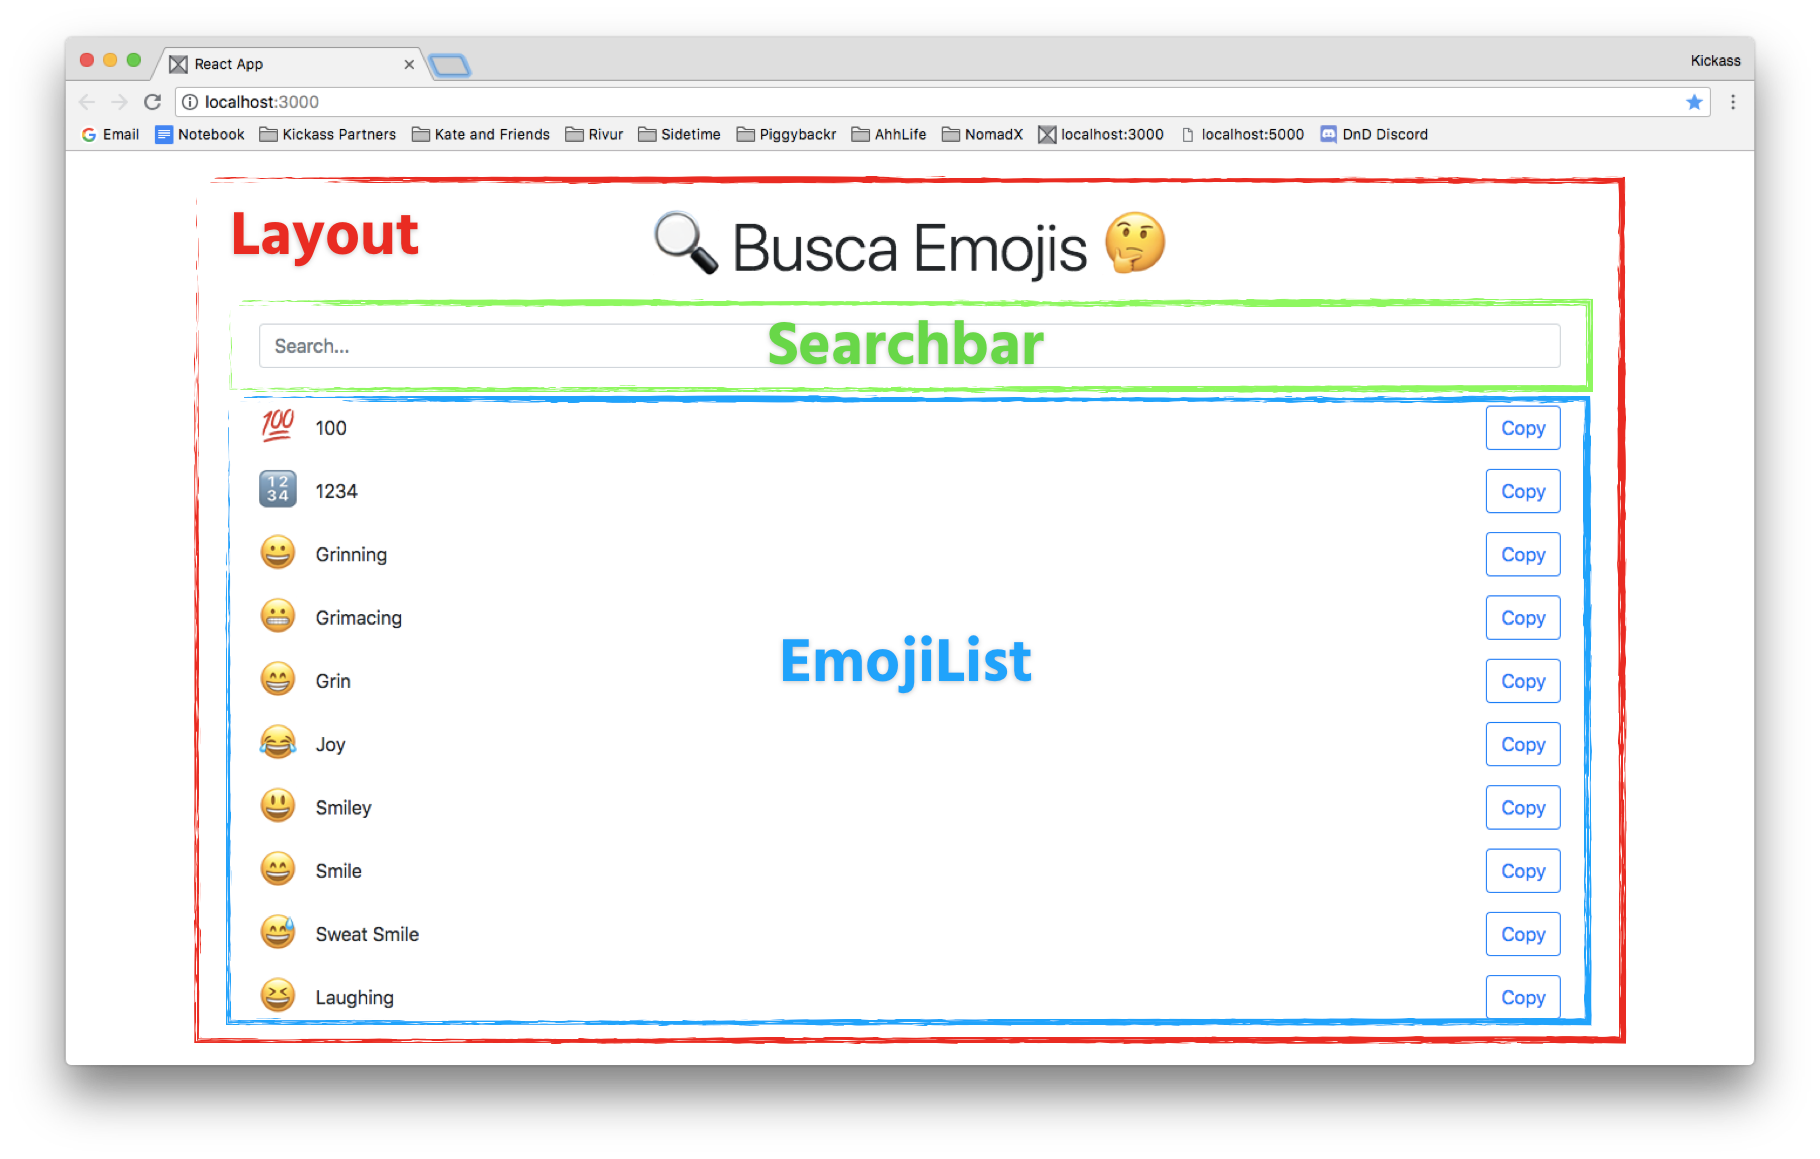 React App
Kickass
localhost:3000
Email Notebook Kickass Partners Kate and Friends Rivur Sidetime Piggybackr AhhLife NomadX localhost:3000 localhost:5000 DnD Discord
Layout
🔍 Busca Emojis 🤔
Search...
Searchbar
💯 100 Copy
🔢 1234 Copy
😀 Grinning Copy
😬 Grimacing Copy
😁 Grin Copy
EmojiList
😂 Joy Copy
😃 Smiley Copy
😄 Smile Copy
😅 Sweat Smile Copy
😆 Laughing Copy